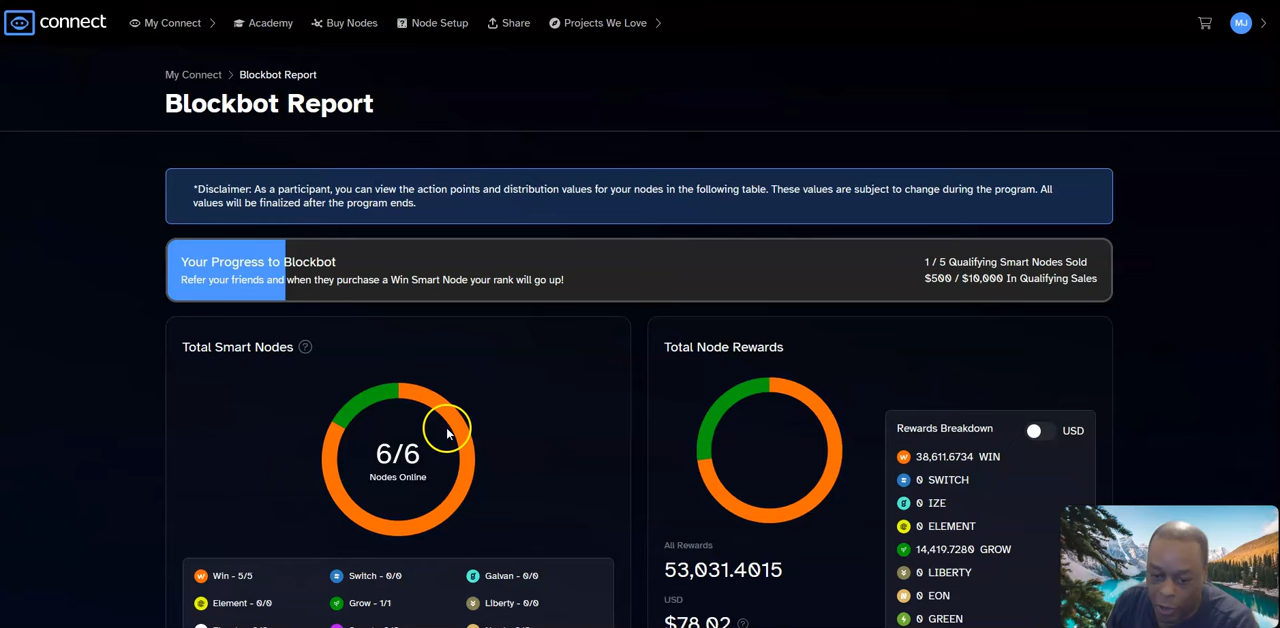 connect My Connect Academy Buy Nodes Node Setup Share Projects We Love MJ
My Connect > Blockbot Report
Blockbot Report
*Disclaimer: As a participant, you can view the action points and distribution values for your nodes in the following table. These values are subject to change during the program. All
values will be finalized after the program ends.
Your Progress to Blockbot
Refer your friends and when they purchase a Win Smart Node your rank will go up!
1 / 5 Qualifying Smart Nodes Sold
$500 / $10,000 In Qualifying Sales
Total Smart Nodes ?
6/6
Nodes Online
Win - 5/5 Switch - 0/0 Galvan - 0/0
Element - 0/0 Grow - 1/1 Liberty - 0/0
Total Node Rewards
All Rewards
53,031.4015
USD
$78.02 ?
Rewards Breakdown USD
38,611.6734 WIN
0 SWITCH
0 IZE
0 ELEMENT
14,419.7280 GROW
0 LIBERTY
0 EON
0 GREEN